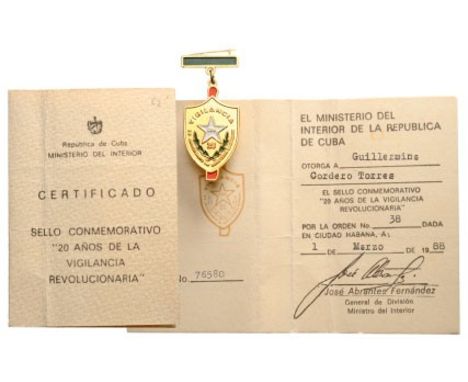 63
República de Cuba
MINISTERIO DEL INTERIOR
CERTIFICADO
SELLO CONMEMORATIVO
"20 AÑOS DE LA
VIGILANCIA
REVOLUCIONARIA"
VIGILANCIA
No. 76580
EL MINISTERIO DEL
INTERIOR DE LA REPUBLICA
DE CUBA
OTORGA A Guillermina
Cordero Torres
EL SELLO CONMEMORATIVO
"20 AÑOS DE LA VIGILANCIA
REVOLUCIONARIA"
POR LA ORDEN No. 38 DADA
EN CIUDAD HABANA, A:
1 DE Marzo DE 1988
José Abrantes Fernández
General de División
Ministro del Interior